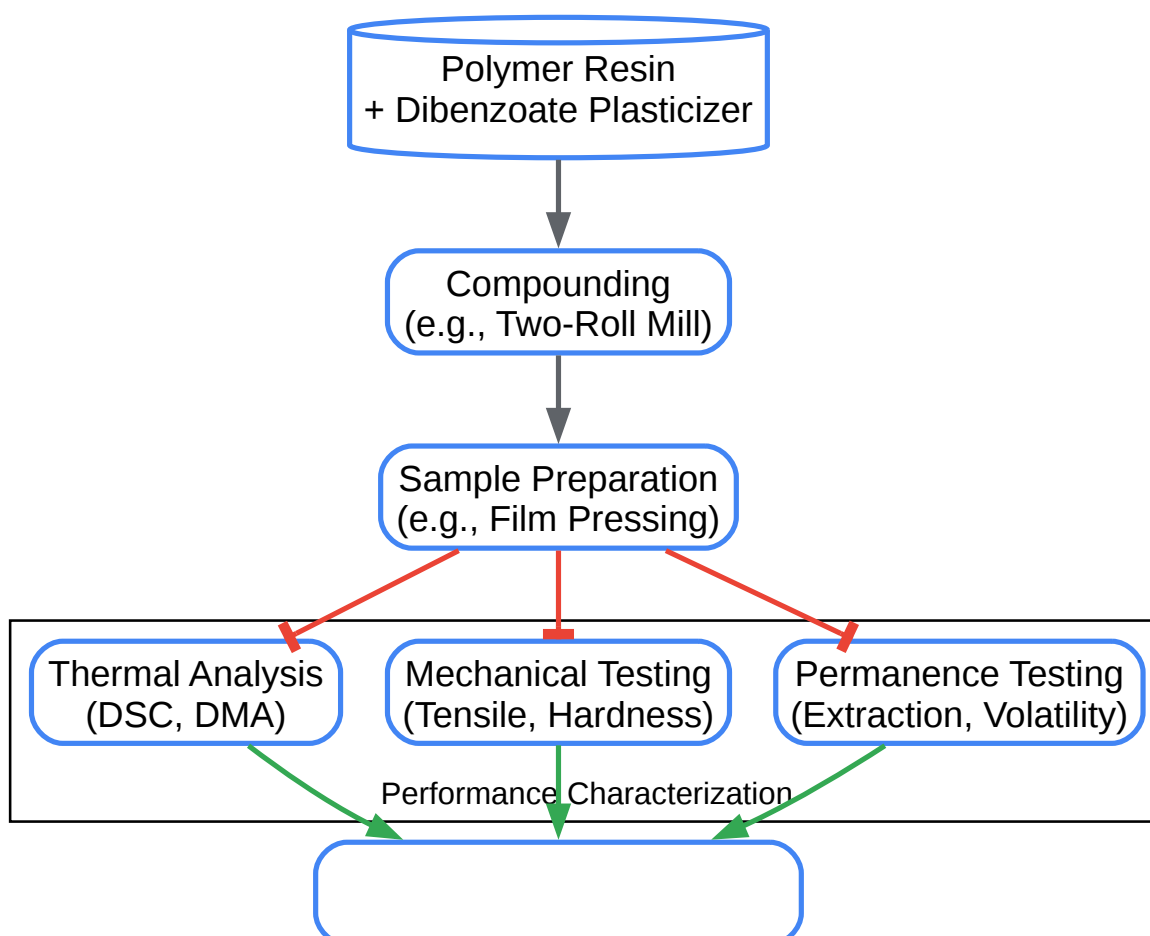 Polymer Resin
+ Dibenzoate Plasticizer
Compounding
(e.g., Two-Roll Mill)
Sample Preparation
(e.g., Film Pressing)
Thermal Analysis
(DSC, DMA)
Mechanical Testing
(Tensile, Hardness)
Permanence Testing
(Extraction, Volatility)
Performance Characterization